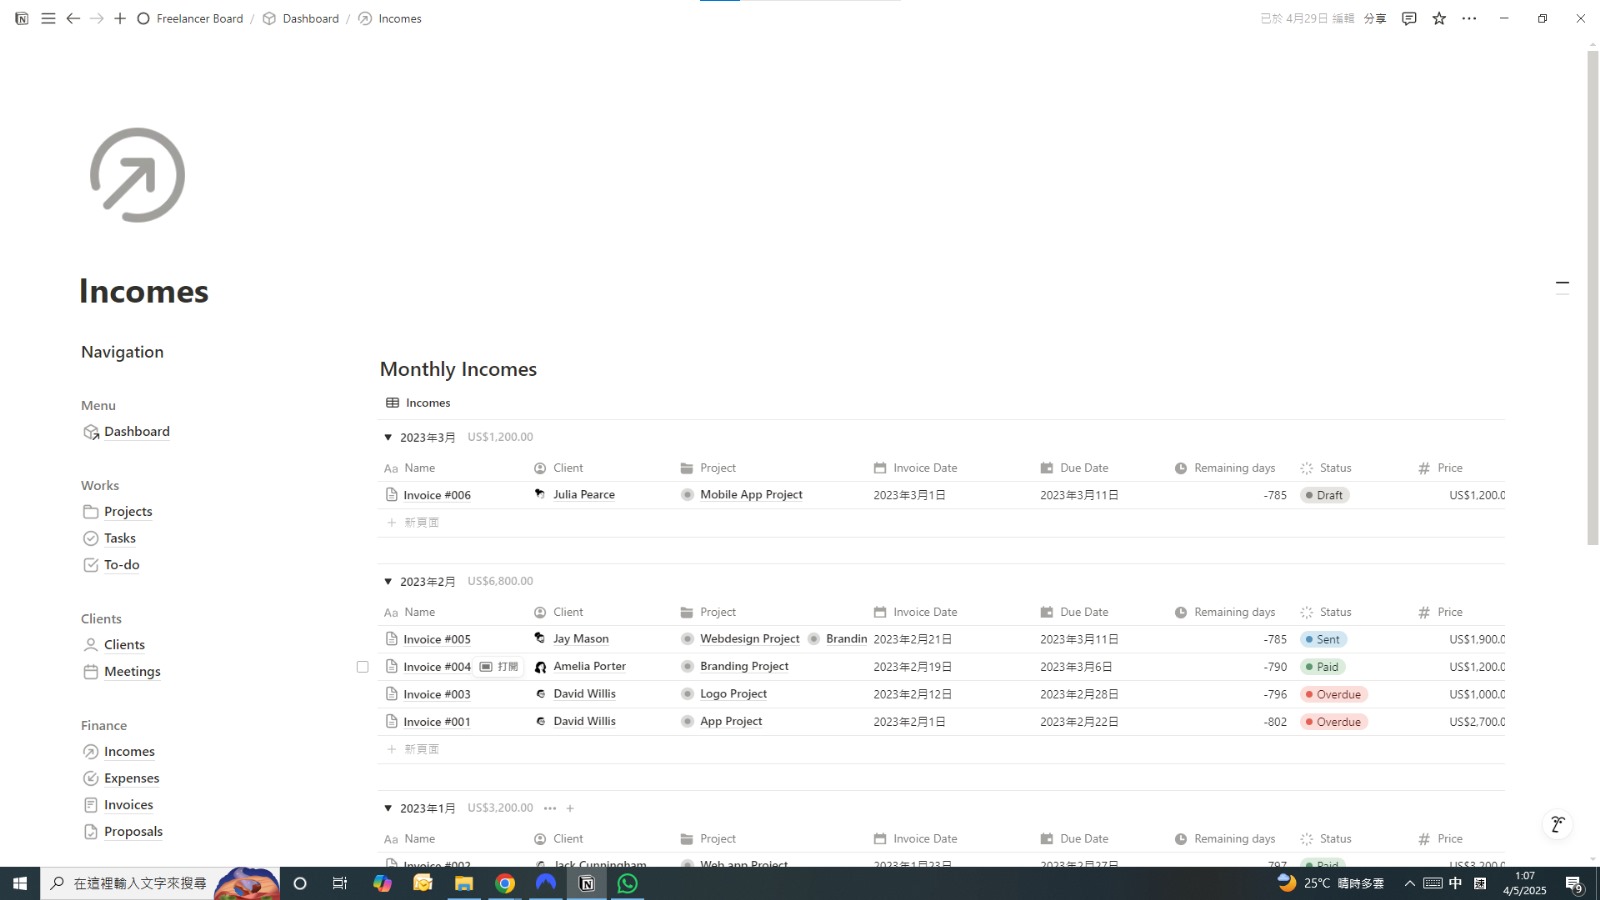 Freelancer Board / Dashboard / Incomes
已於 4月29日 編輯 分享
Incomes
Navigation
Menu
Dashboard
Works
Projects
Tasks
To-do
Clients
Clients
Meetings
Finance
Incomes
Expenses
Invoices
Proposals
Monthly Incomes
Incomes
2023年3月 US$1,200.00
Aa Name Client Project Invoice Date Due Date Remaining days Status # Price
Invoice #006 Julia Pearce Mobile App Project 2023年3月1日 2023年3月11日 -785 Draft US$1,200.0
+ 新頁面
2023年2月 US$6,800.00
Aa Name Client Project Invoice Date Due Date Remaining days Status # Price
Invoice #005 Jay Mason Webdesign Project Brandin 2023年2月21日 2023年3月11日 -785 Sent US$1,900.0
Invoice #004 打開 Amelia Porter Branding Project 2023年2月19日 2023年3月6日 -790 Paid US$1,200.0
Invoice #003 David Willis Logo Project 2023年2月12日 2023年2月28日 -796 Overdue US$1,000.0
Invoice #001 David Willis App Project 2023年2月1日 2023年2月22日 -802 Overdue US$2,700.0
+ 新頁面
2023年1月 US$3,200.00 ••• +
Aa Name Client Project Invoice Date Due Date Remaining days Status # Price
Invoice #002 Jack Cunningham Web app Project 2023年1月23日 2023年2月27日 -797 Paid US$3,200.0
在這裡輸入文字來搜尋
25°C 晴時多雲
中
1:07
4/5/2025
9